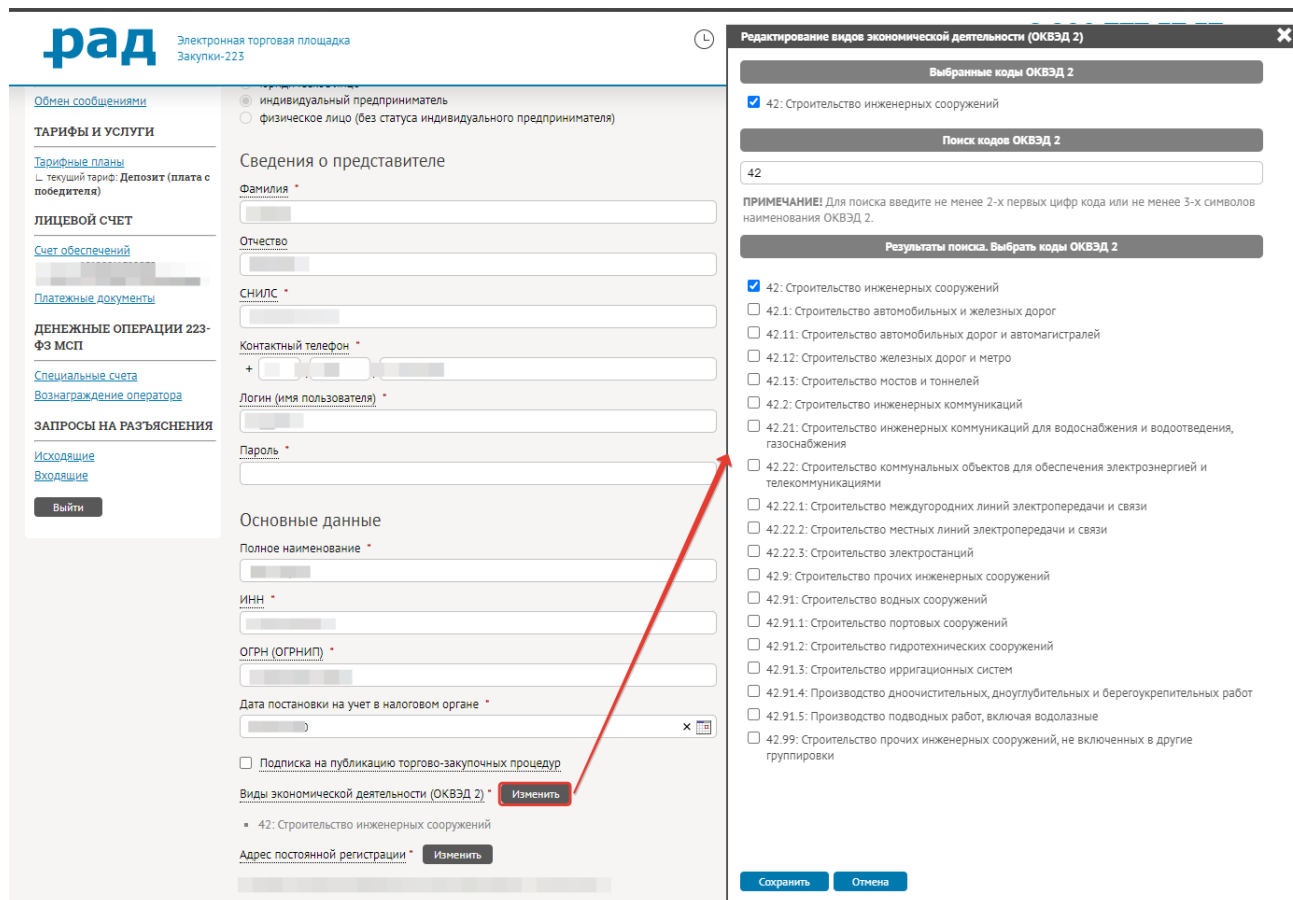 рад
Электронная торговая площадка
Закупки-223
Обмен сообщениями
ТАРИФЫ И УСЛУГИ
Тарифные планы
∟ текущий тариф: Депозит (плата с
победителя)
ЛИЦЕВОЙ СЧЕТ
Счет обеспечений
Платежные документы
ДЕНЕЖНЫЕ ОПЕРАЦИИ 223-
ФЗ МСП
Специальные счета
Вознаграждение оператора
ЗАПРОСЫ НА РАЗЪЯСНЕНИЯ
Исходящие
Входящие
Выйти
индивидуальный предприниматель
физическое лицо (без статуса индивидуального предпринимателя)
Сведения о представителе
Фамилия *
Отчество
СНИЛС *
Контактный телефон *
+
Логин (имя пользователя) *
Пароль *
Основные данные
Полное наименование *
ИНН *
ОГРН (ОГРНИП) *
Дата постановки на учет в налоговом органе *
Подписка на публикацию торгово-закупочных процедур
Виды экономической деятельности (ОКВЭД 2) * Изменить
42: Строительство инженерных сооружений
Адрес постоянной регистрации * Изменить
Редактирование видов экономической деятельности (ОКВЭД 2)
Выбранные коды ОКВЭД 2
42: Строительство инженерных сооружений
Поиск кодов ОКВЭД 2
42
ПРИМЕЧАНИЕ! Для поиска введите не менее 2-х первых цифр кода или не менее 3-х символов
наименования ОКВЭД 2.
Результаты поиска. Выбрать коды ОКВЭД 2
42: Строительство инженерных сооружений
42.1: Строительство автомобильных и железных дорог
42.11: Строительство автомобильных дорог и автомагистралей
42.12: Строительство железных дорог и метро
42.13: Строительство мостов и тоннелей
42.2: Строительство инженерных коммуникаций
42.21: Строительство инженерных коммуникаций для водоснабжения и водоотведения,
газоснабжения
42.22: Строительство коммунальных объектов для обеспечения электроэнергией и
телекоммуникациями
42.22.1: Строительство междугородних линий электропередачи и связи
42.22.2: Строительство местных линий электропередачи и связи
42.22.3: Строительство электростанций
42.9: Строительство прочих инженерных сооружений
42.91: Строительство водных сооружений
42.91.1: Строительство портовых сооружений
42.91.2: Строительство гидротехнических сооружений
42.91.3: Строительство ирригационных систем
42.91.4: Производство дноочистительных, дноуглубительных и берегоукрепительных работ
42.91.5: Производство подводных работ, включая водолазные
42.99: Строительство прочих инженерных сооружений, не включенных в другие
группировки
Сохранить
Отмена